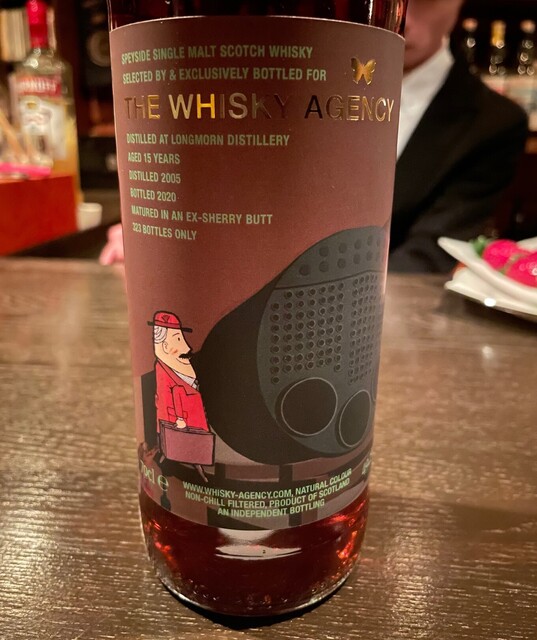 SPEYSIDE SINGLE MALT SCOTCH WHISKY
SELECTED BY & EXCLUSIVELY BOTTLED FOR
THE WHISKY AGENCY
DISTILLED AT LONGMORN DISTILLERY
AGED 15 YEARS
DISTILLED 2005
BOTTLED 2020
MATURED IN AN EX-SHERRY BUTT
323 BOTTLES ONLY
WWW.WHISKY-AGENCY.COM, NATURAL COLOUR
NON-CHILL FILTERED, PRODUCT OF SCOTLAND
AN INDEPENDENT BOTTLING